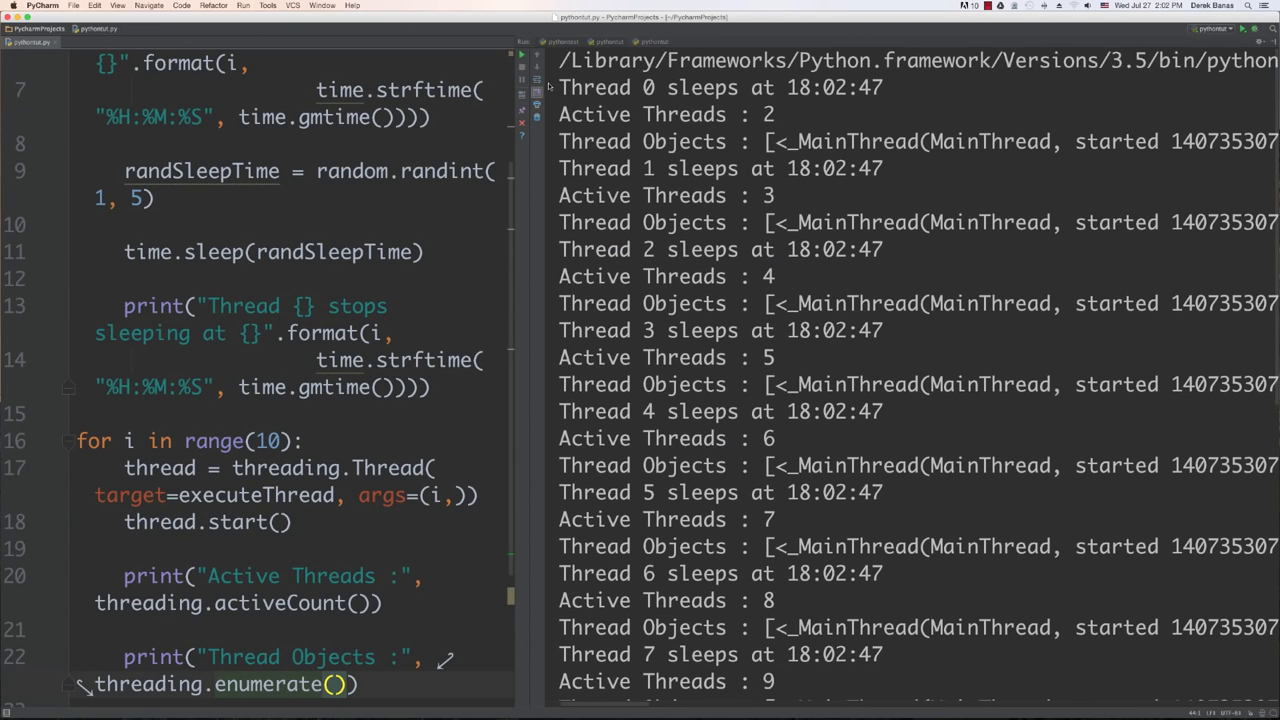 PyCharm File Edit View Navigate Code Refactor Run Tools VCS Window Help
10 Wed Jul 27 2:02 PM Derek Banas
pythontut.py - PycharmProjects - [~/PycharmProjects]
PycharmProjects pythontut.py
pythontut
pythontut.py
Run: pythontest pythontut pythontut
{}".format(i,
7 time.strftime(
"%H:%M:%S", time.gmtime())))
8
9 randSleepTime = random.randint(
1, 5)
10
11 time.sleep(randSleepTime)
12
13 print("Thread {} stops
sleeping at {}".format(i,
14 time.strftime(
"%H:%M:%S", time.gmtime())))
15
16 for i in range(10):
17 thread = threading.Thread(
target=executeThread, args=(i,))
18 thread.start()
19
20 print("Active Threads :",
threading.activeCount())
21
22 print("Thread Objects :",
threading.enumerate())
/Library/Frameworks/Python.framework/Versions/3.5/bin/python
Thread 0 sleeps at 18:02:47
Active Threads : 2
Thread Objects : [<_MainThread(MainThread, started 140735307
Thread 1 sleeps at 18:02:47
Active Threads : 3
Thread Objects : [<_MainThread(MainThread, started 140735307
Thread 2 sleeps at 18:02:47
Active Threads : 4
Thread Objects : [<_MainThread(MainThread, started 140735307
Thread 3 sleeps at 18:02:47
Active Threads : 5
Thread Objects : [<_MainThread(MainThread, started 140735307
Thread 4 sleeps at 18:02:47
Active Threads : 6
Thread Objects : [<_MainThread(MainThread, started 140735307
Thread 5 sleeps at 18:02:47
Active Threads : 7
Thread Objects : [<_MainThread(MainThread, started 140735307
Thread 6 sleeps at 18:02:47
Active Threads : 8
Thread Objects : [<_MainThread(MainThread, started 140735307
Thread 7 sleeps at 18:02:47
Active Threads : 9
44:1 LF‡ UTF-8‡